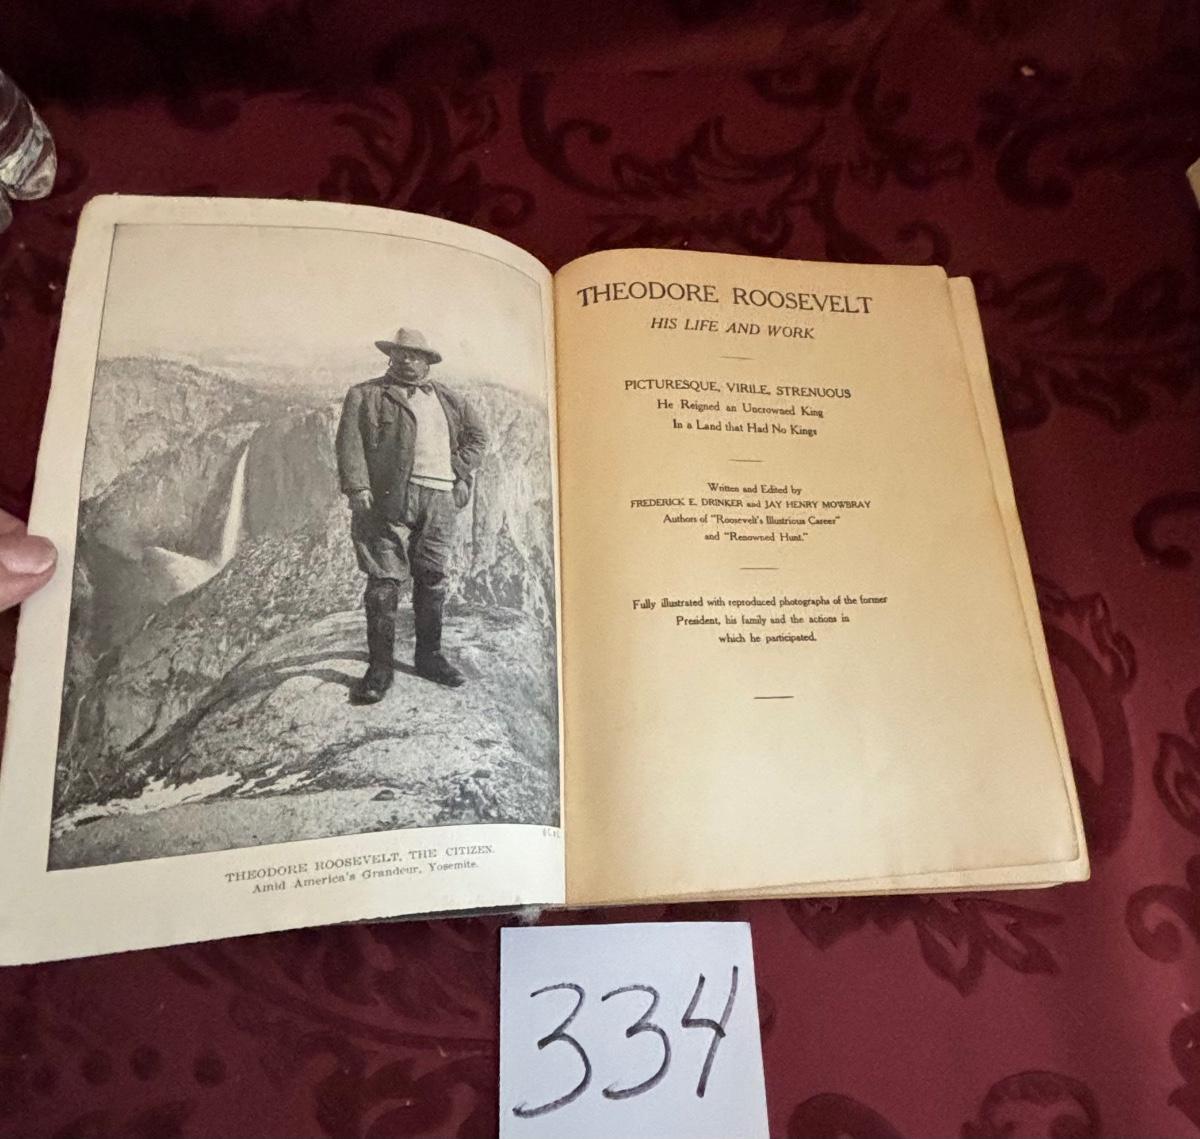 THEODORE ROOSEVELT, THE CITIZEN.
Amid America's Grandeur, Yosemite.
THEODORE ROOSEVELT
HIS LIFE AND WORK
PICTURESQUE, VIRILE, STRENUOUS
He Reigned an Uncrowned King
In a Land that Had No Kings
Written and Edited by
FREDERICK E. DRINKER and JAY HENRY MOWBRAY
Authors of "Roosevelt's Illustrious Career"
and "Renowned Hunt."
Fully illustrated with reproduced photographs of the former
President, his family and the actions in
which he participated.
334